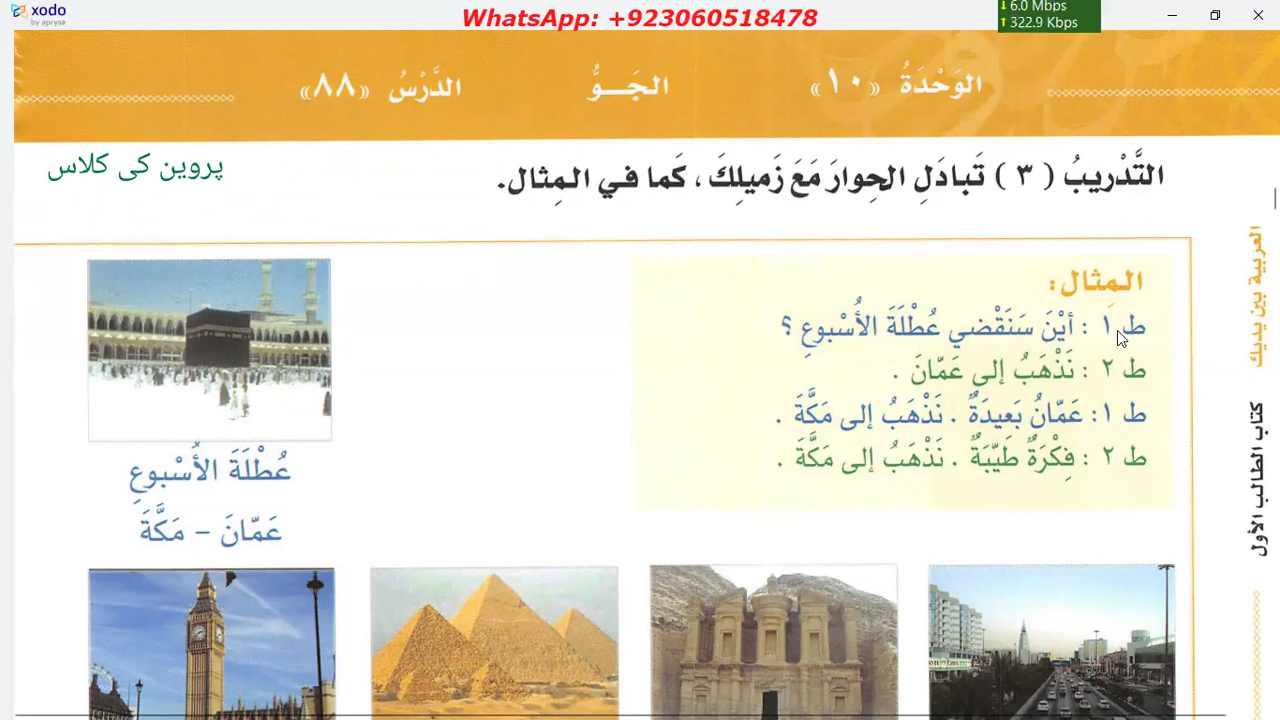 xodo
by apryse
WhatsApp: +923060518478
↓ 6.0 Mbps
↑ 322.9 Kbps
الوَحْدَةُ «١٠» الجَـــوُّ الدَّرْسُ «٨٨»
پروین کی کلاس
التَّدْرِيبُ ( ٣ ) تَبادَلِ الحِوارَ مَعَ زَميلِكَ ، كَما في المِثال.
المِثال:
ط ١ : أَيْنَ سَنَقْضي عُطْلَةَ الأُسْبوعِ ؟
ط ٢ : نَذْهَبُ إلى عَمّانَ .
ط ١ : عَمّانُ بَعيدَةٌ . نَذْهَبُ إلى مَكَّةَ .
ط ٢ : فِكْرَةٌ طَيِّبَةٌ . نَذْهَبُ إلى مَكَّةَ .
عُطْلَةَ الأُسْبوعِ
عَمّانَ – مَكَّةَ
العربية بين يديك
كتاب الطالب الأول